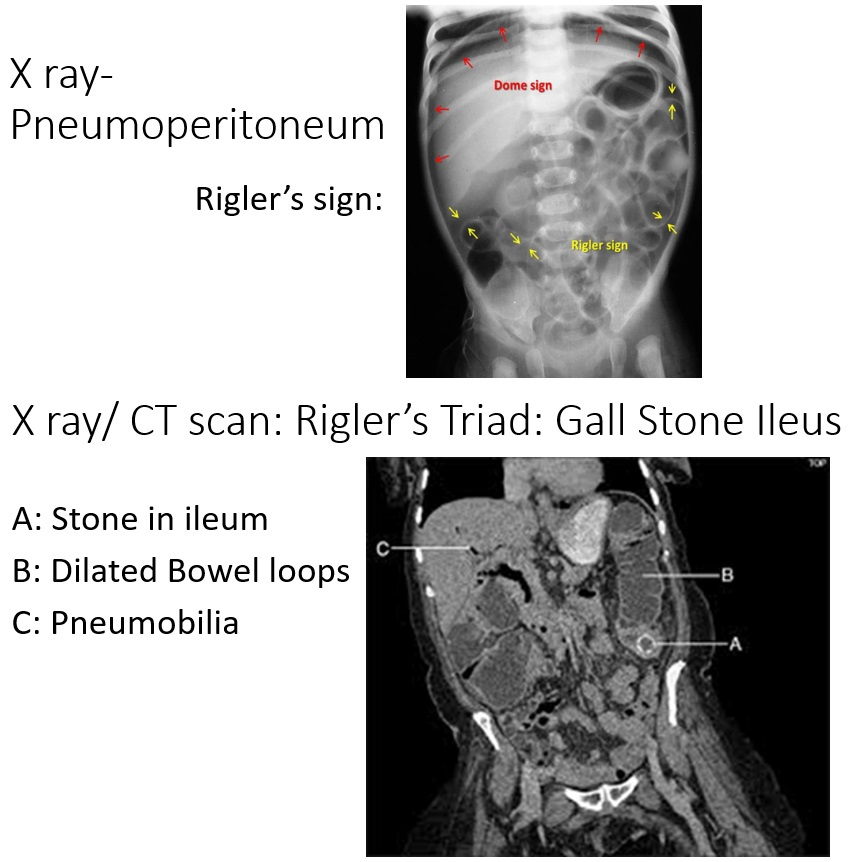 X ray-
Pneumoperitoneum
Rigler’s sign:
Dome sign
Rigler sign
X ray/ CT scan: Rigler’s Triad: Gall Stone Ileus
A: Stone in ileum
B: Dilated Bowel loops
C: Pneumobilia
TOP
C
B
A